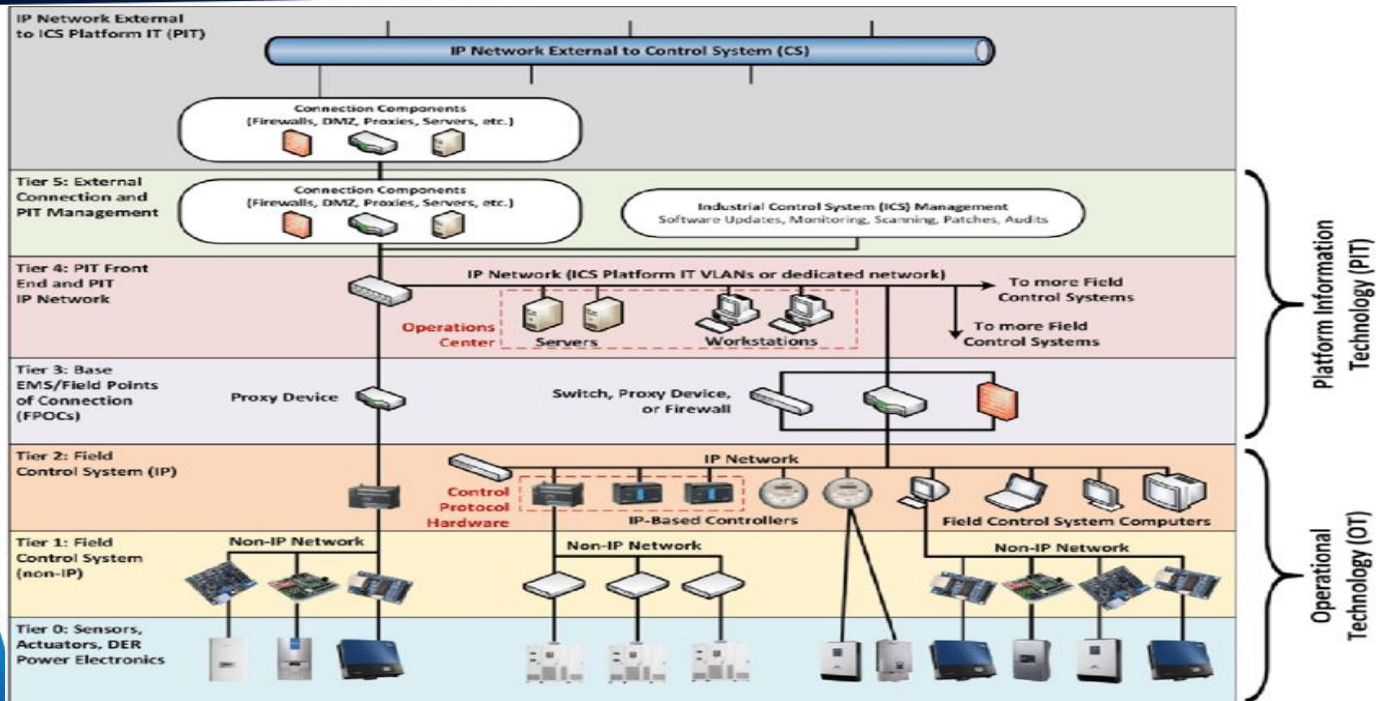 IP Network External
to ICS Platform IT (PIT)
IP Network External to Control System (CS)
Connection Components
(Firewalls, DMZ, Proxies, Servers, etc.)
Tier 5: External
Connection and
PIT Management
Connection Components
(Firewalls, DMZ, Proxies, Servers, etc.)
Industrial Control System (ICS) Management
Software Updates, Monitoring, Scanning, Patches, Audits
Tier 4: PIT Front
End and PIT
IP Network
IP Network (ICS Platform IT VLANs or dedicated network)
To more Field
Control Systems
Operations
Center
Servers
Workstations
To more Field
Control Systems
Tier 3: Base
EMS/Field Points
of Connection
(FPOCs)
Proxy Device
Switch, Proxy Device,
or Firewall
Platform Information
Technology (PIT)
Tier 2: Field
Control System (IP)
IP Network
Control
Protocol
Hardware
IP-Based Controllers
Field Control System Computers
Tier 1: Field
Control System
(non-IP)
Non-IP Network
Non-IP Network
Non-IP Network
Tier 0: Sensors,
Actuators, DER
Power Electronics
Operational
Technology (OT)